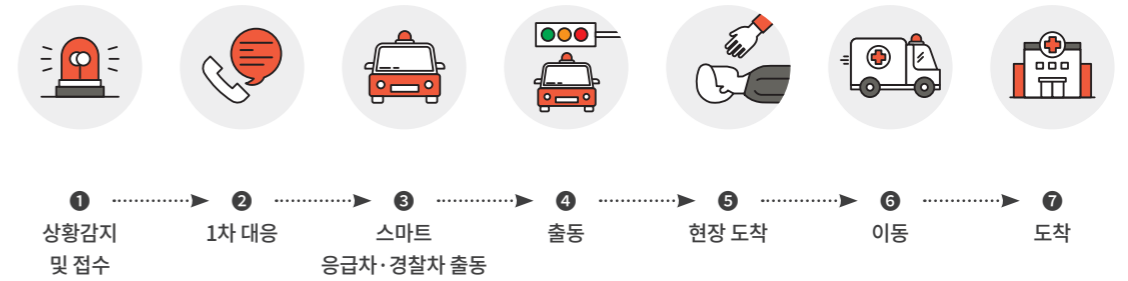 ❶ ❷ ❸ ❹ ❺ ❻ ❼
상황감지 1차 대응 스마트 출동 현장 도착 이동 도착
및 접수 응급차·경찰차 출동